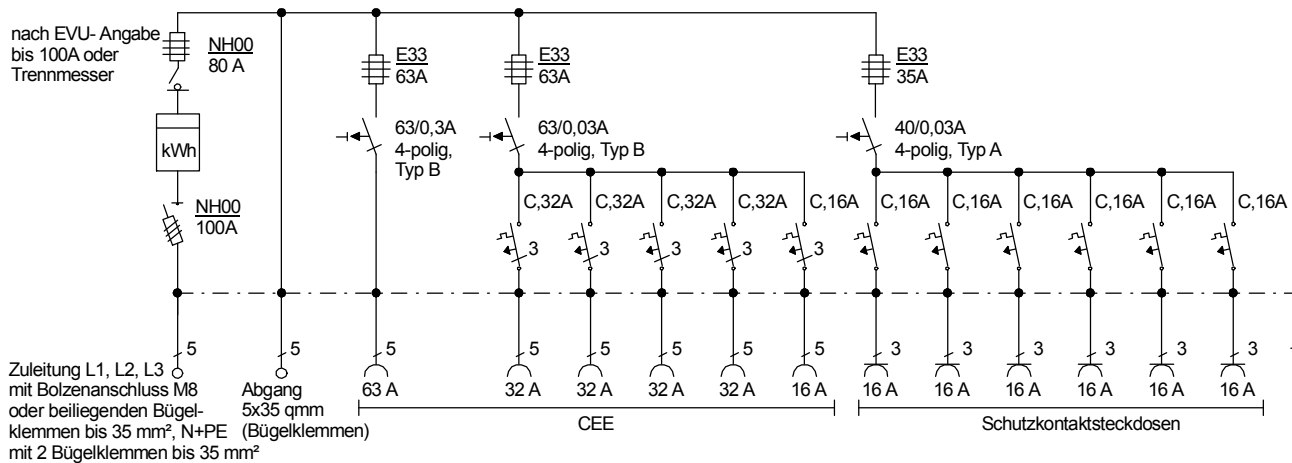 nach EVU- Angabe
bis 100A oder
Trennmesser
NH00
80 A
kWh
NH00
100A
E33
63A
63/0,3A
4-polig,
Typ B
E33
63A
63/0,03A
4-polig, Typ B
E33
35A
40/0,03A
4-polig, Typ A
C,32A C,32A C,32A C,32A C,16A C,16A C,16A C,16A C,16A C,16A C,16A
3 3 3 3 3
5 5 5 5 5 5 5 5 3 3 3 3 3 3
63 A 32 A 32 A 32 A 32 A 16 A 16 A 16 A 16 A 16 A 16 A 16 A
Zuleitung L1, L2, L3
mit Bolzenanschluss M8
oder beiliegenden Bügel-
klemmen bis 35 mm², N+PE
mit 2 Bügelklemmen bis 35 mm²
Abgang
5x35 qmm
(Bügelklemmen)
CEE
Schutzkontaktsteckdosen